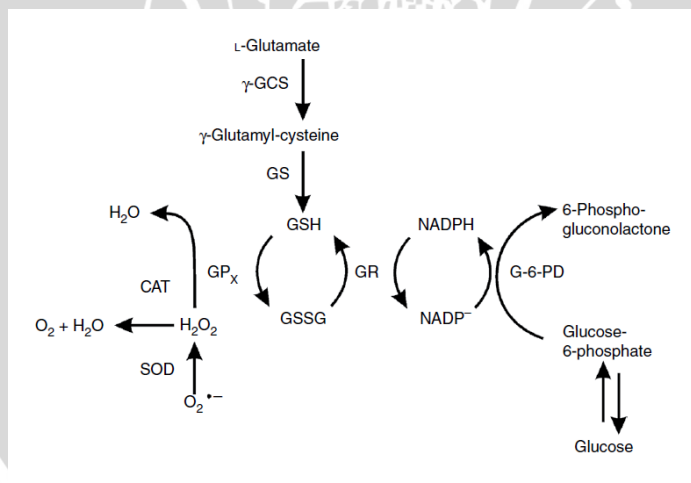 L-Glutamate
γ-GCS
γ-Glutamyl-cysteine
GS
H₂O
GSH
NADPH
6-Phospho-
gluconolactone
CAT
GPX
GR
G-6-PD
O₂ + H₂O
H₂O₂
GSSG
NADP⁻
Glucose-
6-phosphate
SOD
O₂•−
Glucose